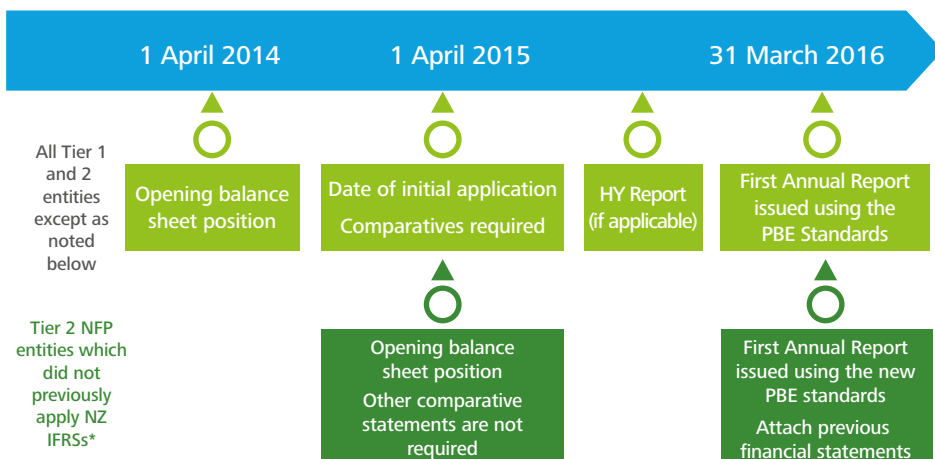 1 April 2014
1 April 2015
31 March 2016
All Tier 1
and 2
entities
except as
noted
below
Opening balance
sheet position
Date of initial application
Comparatives required
HY Report
(if applicable)
First Annual Report
issued using the
PBE Standards
Tier 2 NFP
entities which
did not
previously
apply NZ
IFRSs*
Opening balance
sheet position
Other comparative
statements are not
required
First Annual Report
issued using the new
PBE standards
Attach previous
financial statements